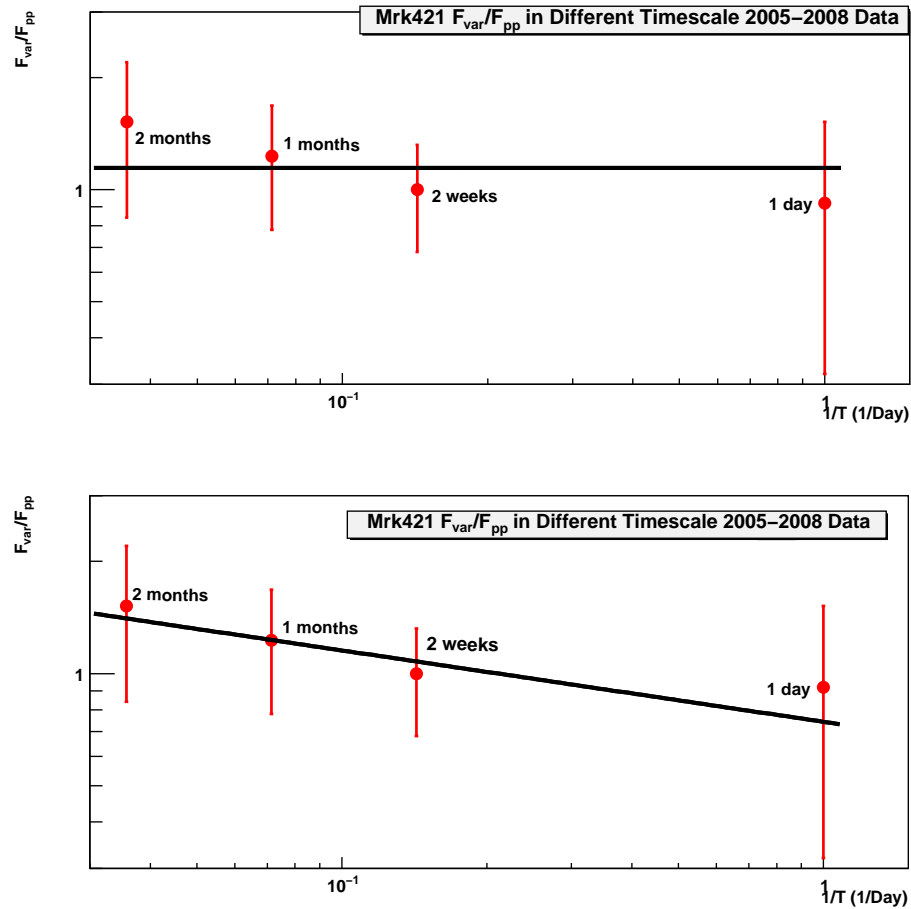 Mrk421 Fvar/Fpp in Different Timescale 2005−2008 Data
Fvar/Fpp
2 months
1 months
2 weeks
1 day
1
10−1
1
1/T (1/Day)
Mrk421 Fvar/Fpp in Different Timescale 2005−2008 Data
Fvar/Fpp
2 months
1 months
2 weeks
1 day
1
10−1
1
1/T (1/Day)